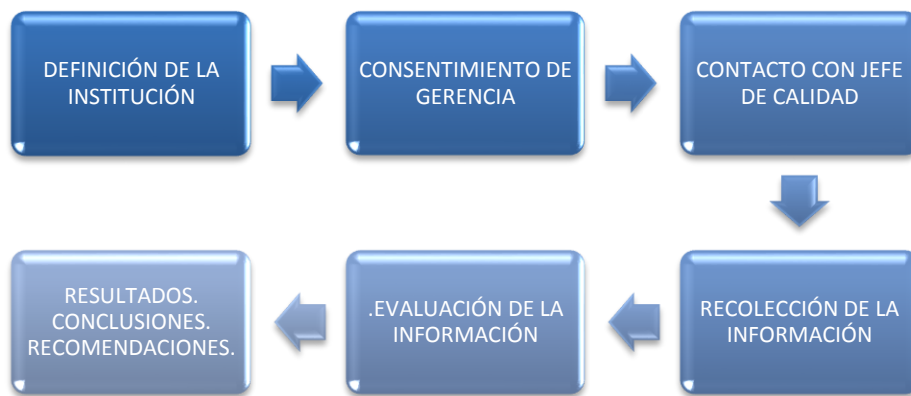 DEFINICIÓN DE LA
INSTITUCIÓN
CONSENTIMIENTO DE
GERENCIA
CONTACTO CON JEFE
DE CALIDAD
RECOLECCIÓN DE LA
INFORMACIÓN
.EVALUACIÓN DE LA
INFORMACIÓN
RESULTADOS.
CONCLUSIONES.
RECOMENDACIONES.